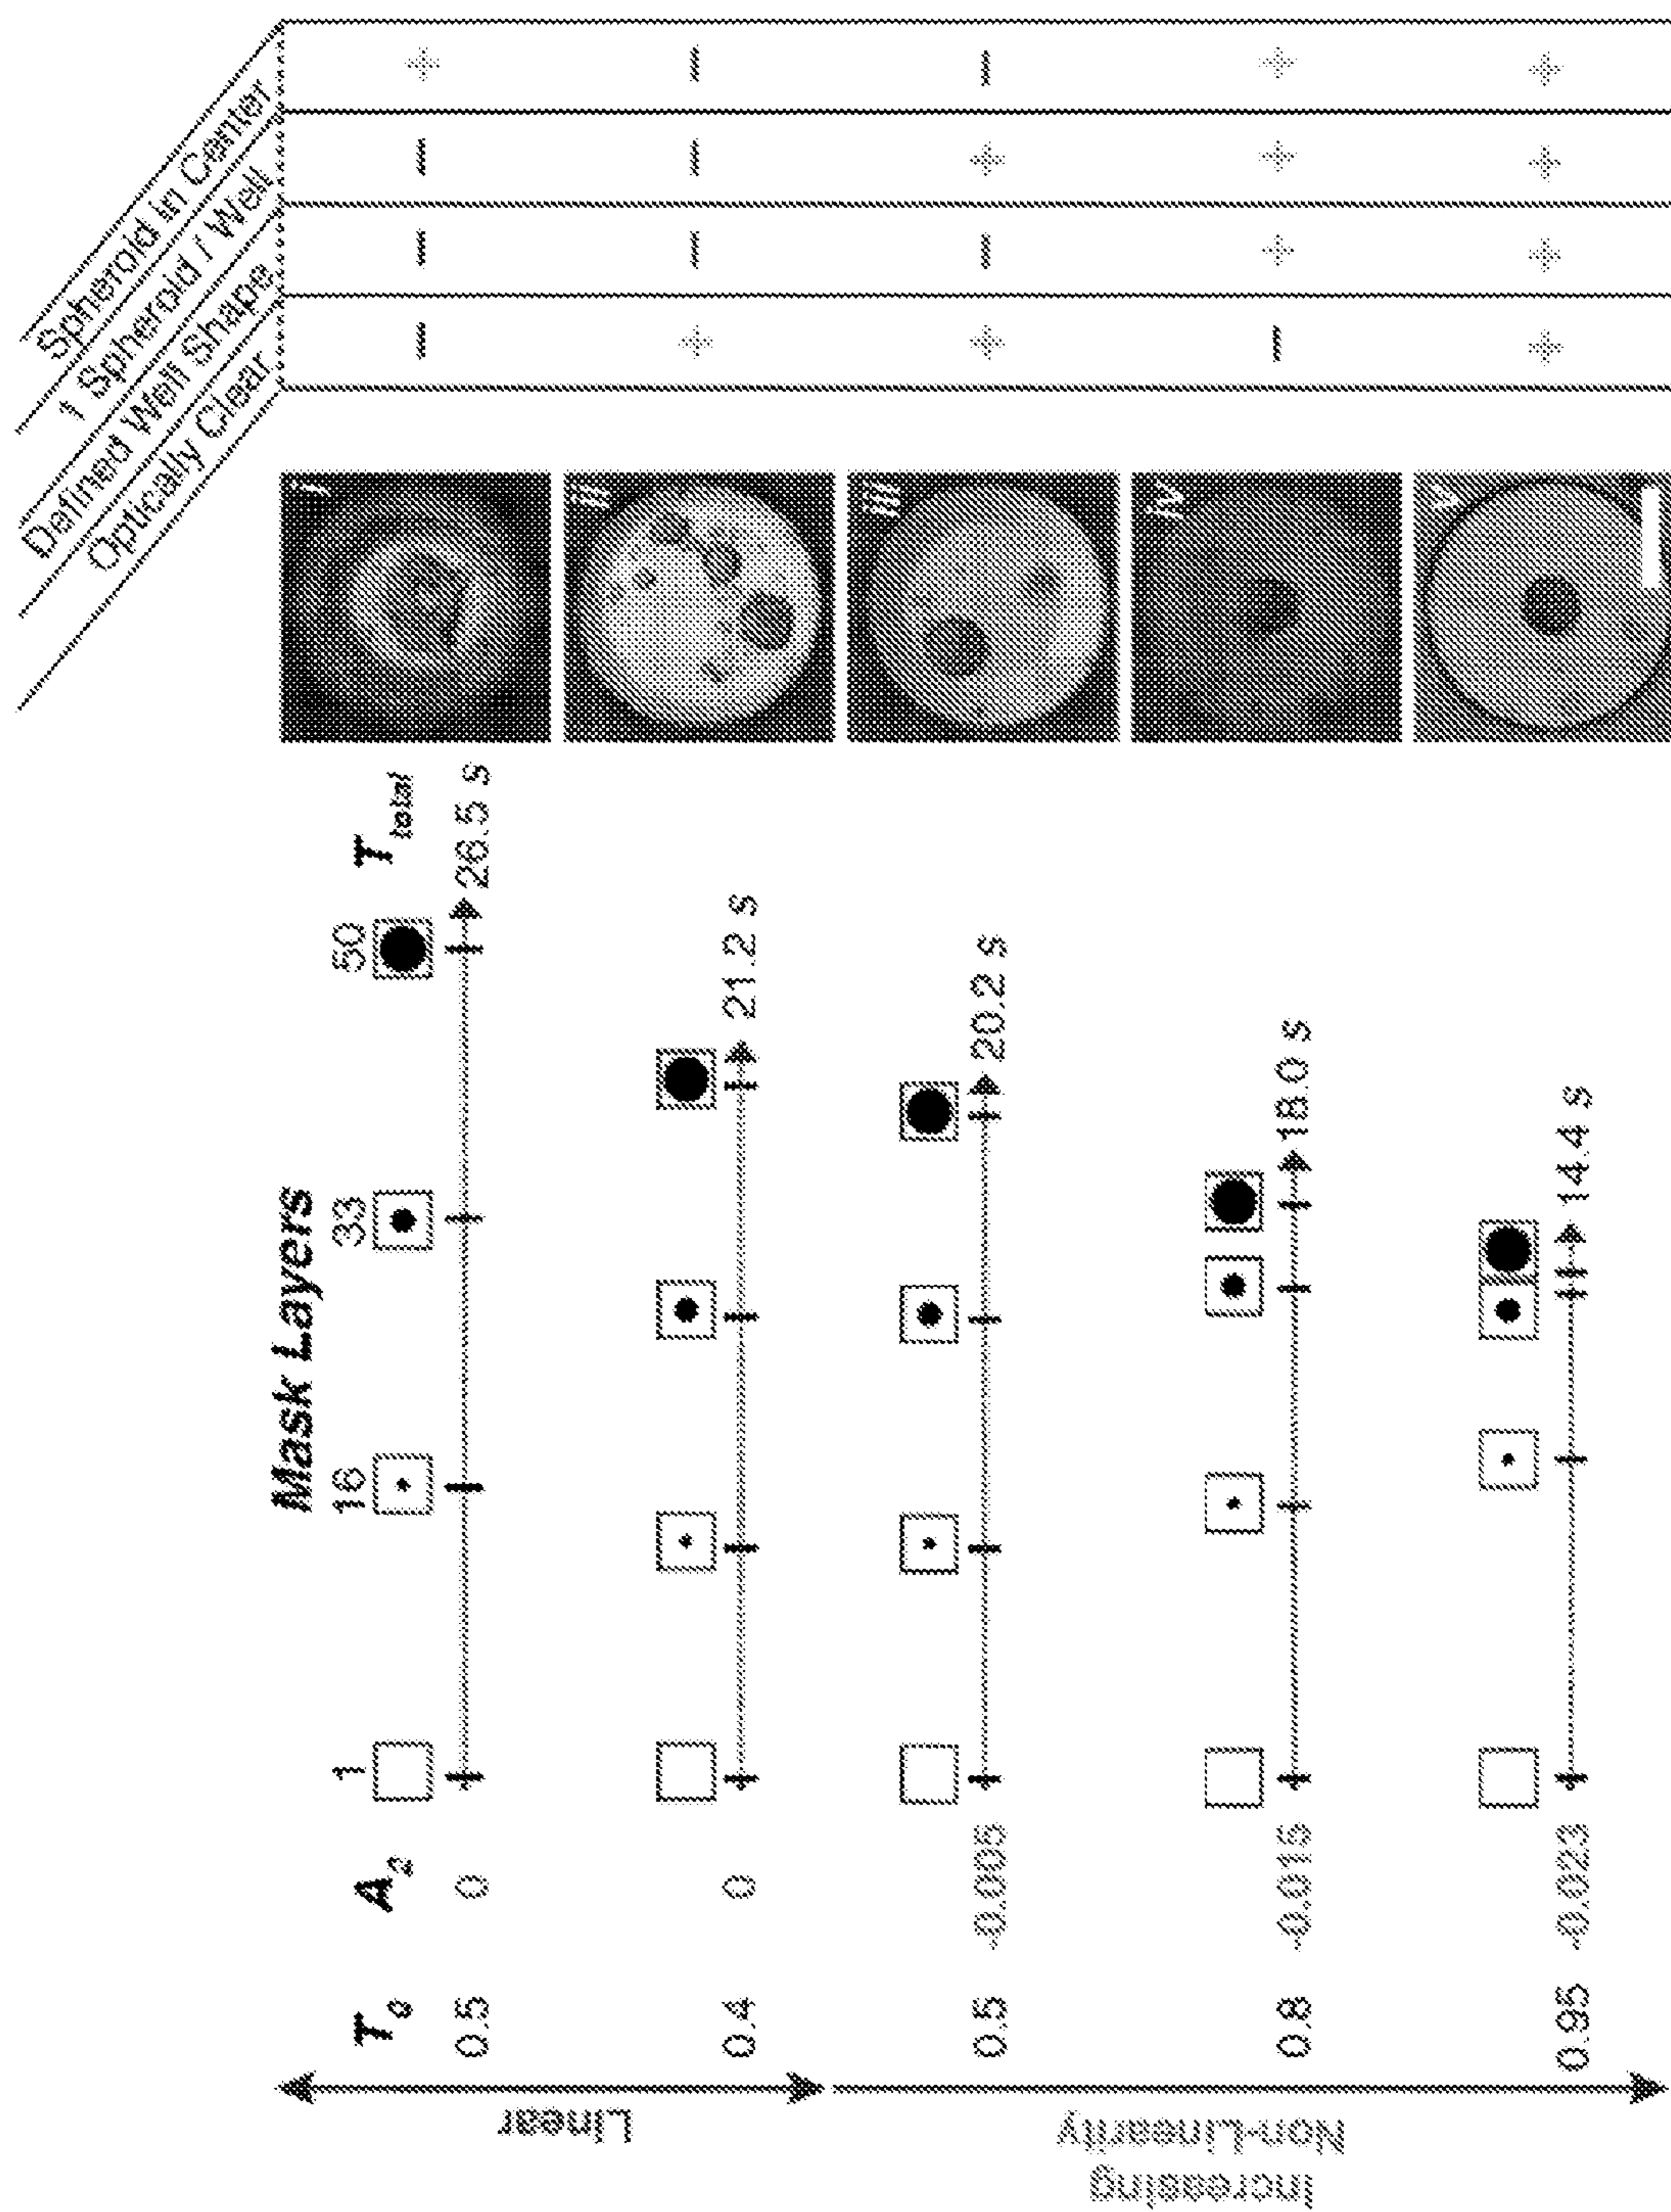 Spheroid in Center
1 Spheroid / Well
Defined Well Shape
Optically Clear
Mask Layers
T0 A2 1 16 33 50 Ttotal
Linear
0.5 0 26.5 s i - - - +
0.4 0 21.2 s ii + - - -
Increasing
Non-Linearity
0.5 -0.005 20.2 s iii + - + -
0.8 -0.015 18.0 s iv - + + +
0.95 -0.023 14.4 s v + + + +